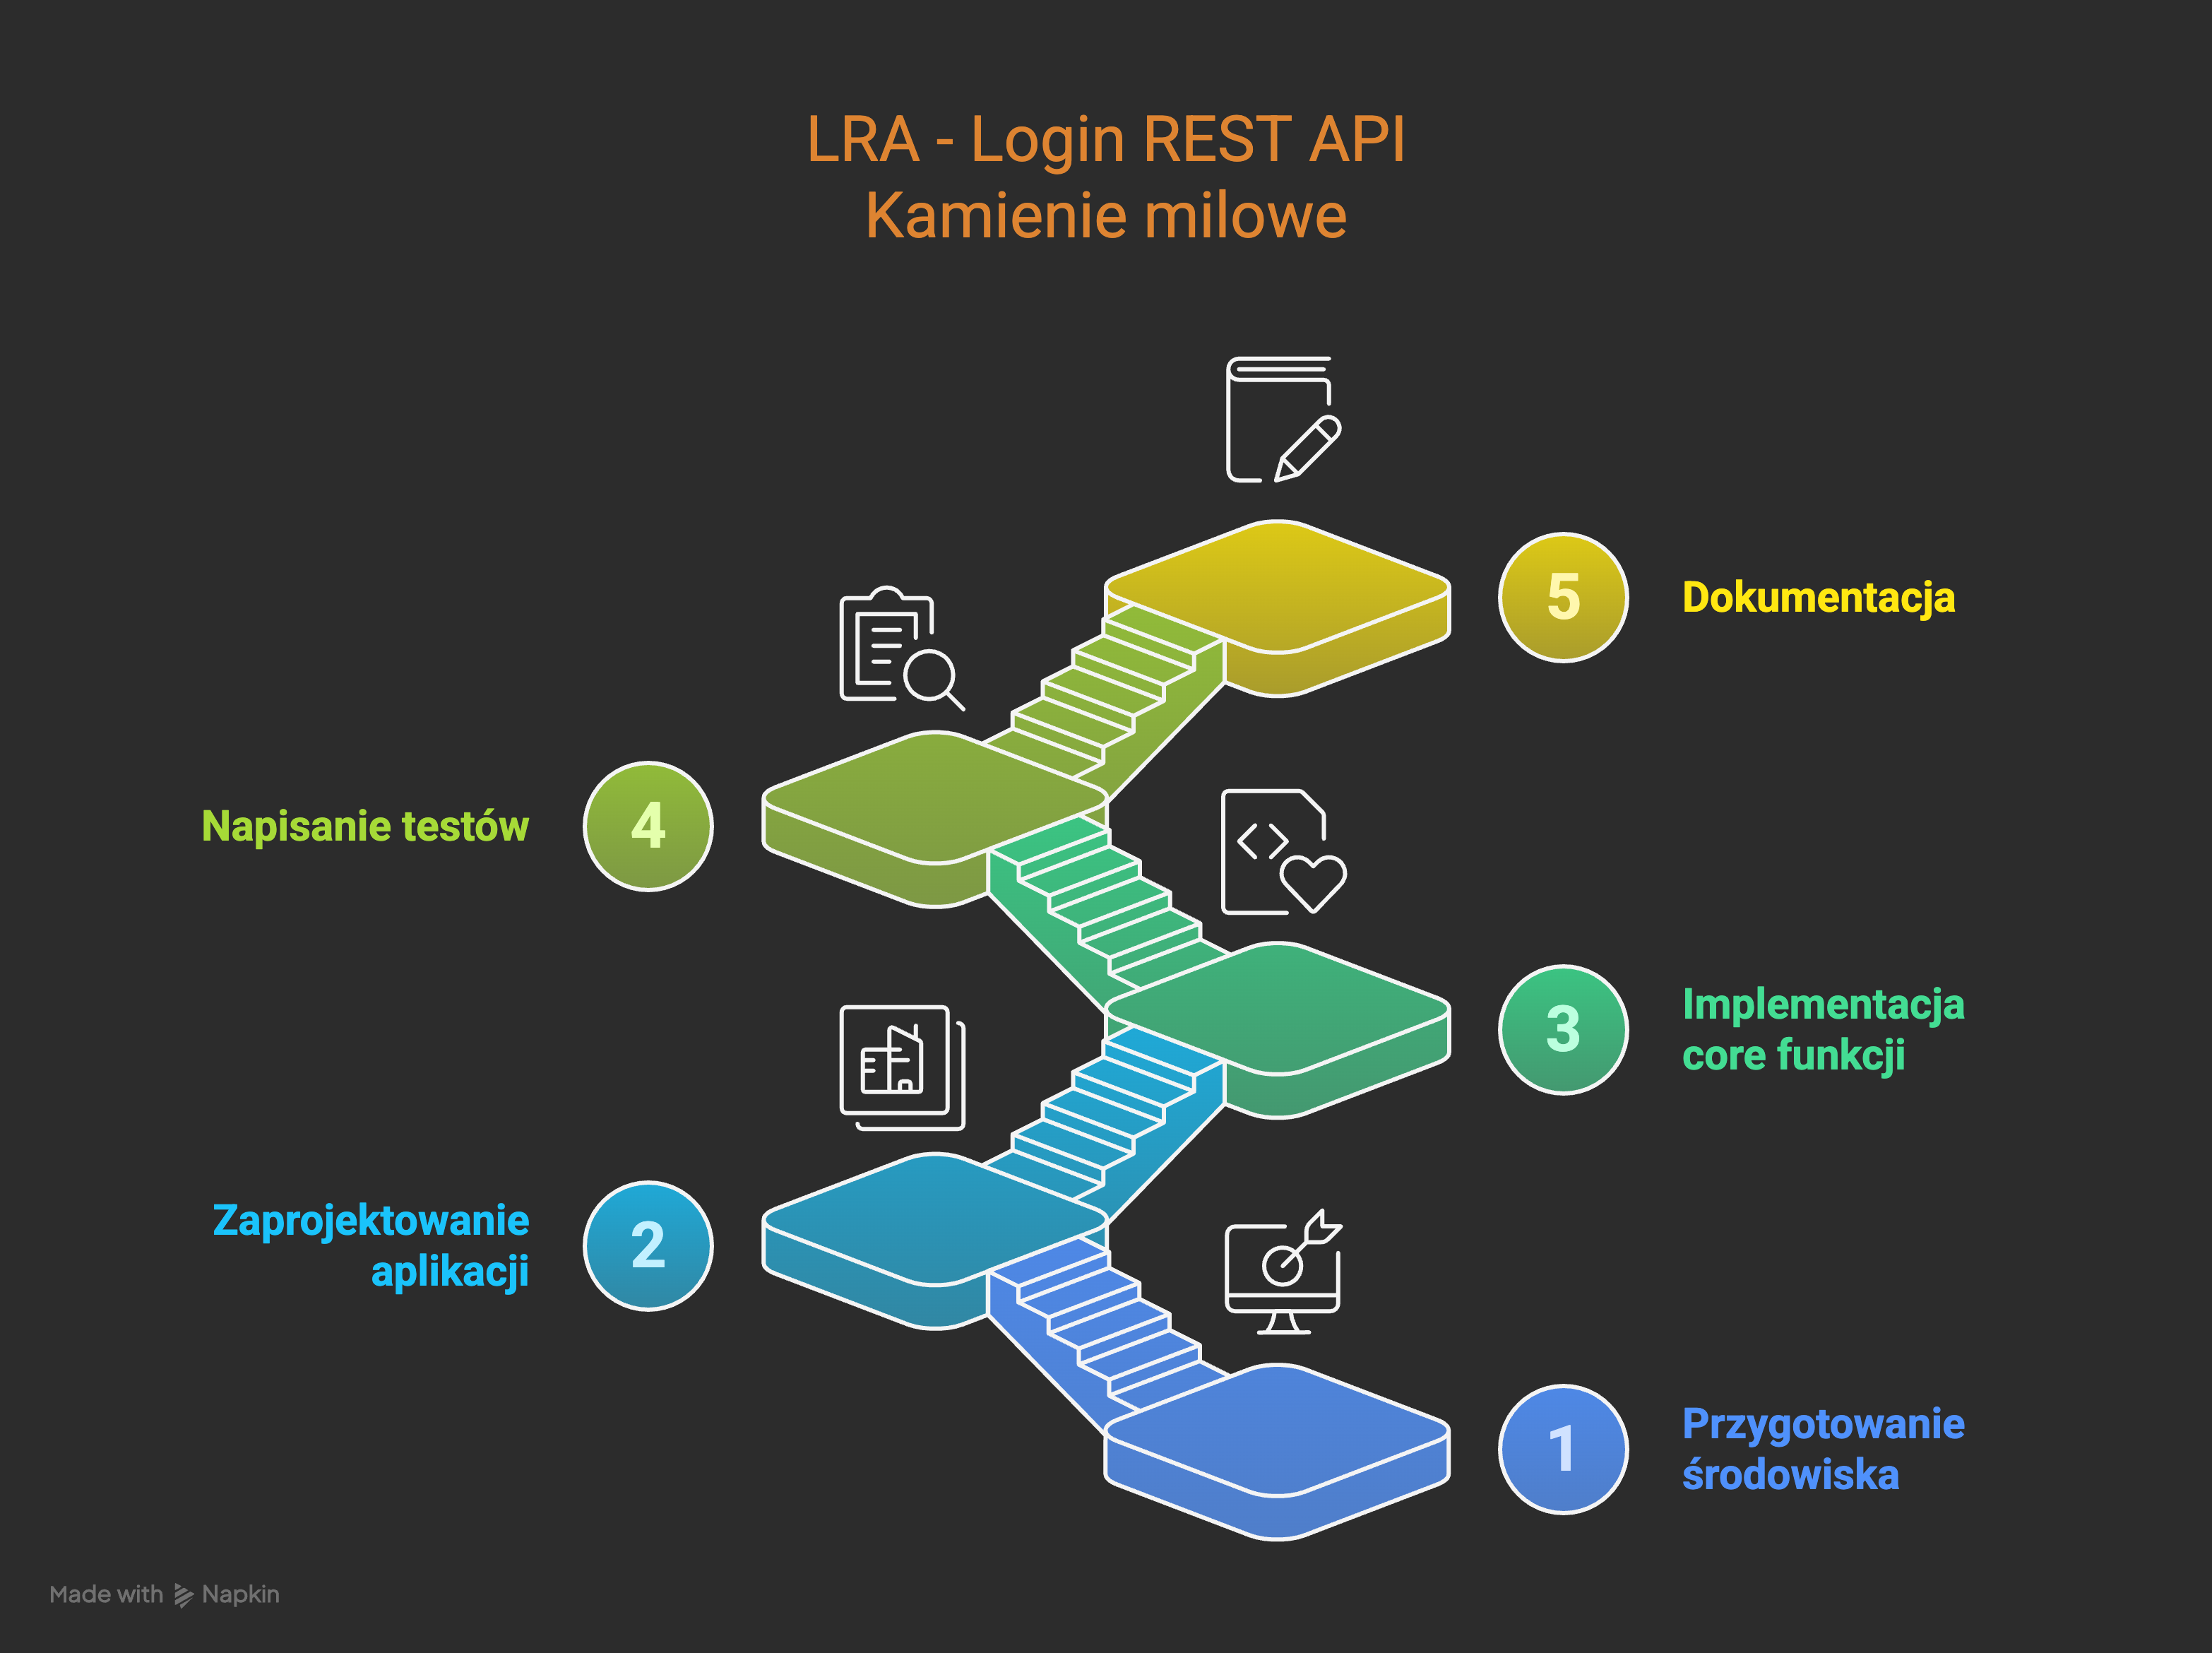 LRA - Login REST API
Kamienie milowe
5
Dokumentacja
Napisanie testów
4
3
Implementacja
core funkcji
Zaprojektowanie
aplikacji
2
1
Przygotowanie
środowiska
Made with Napkin